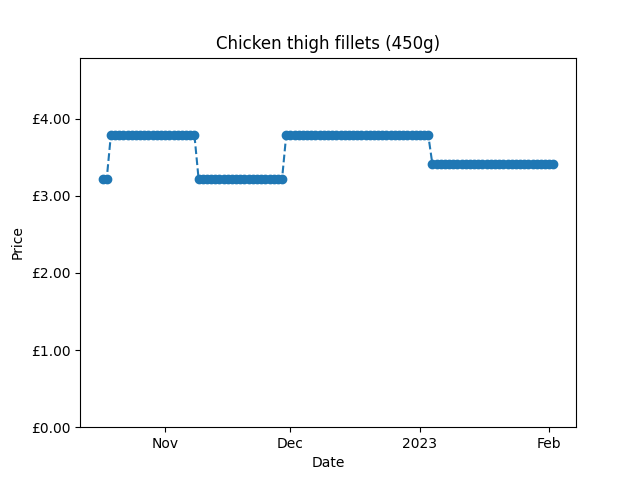 Chicken thigh fillets (450g)
£4.00
£3.00
£2.00
£1.00
£0.00
Price
Nov
Dec
2023
Feb
Date